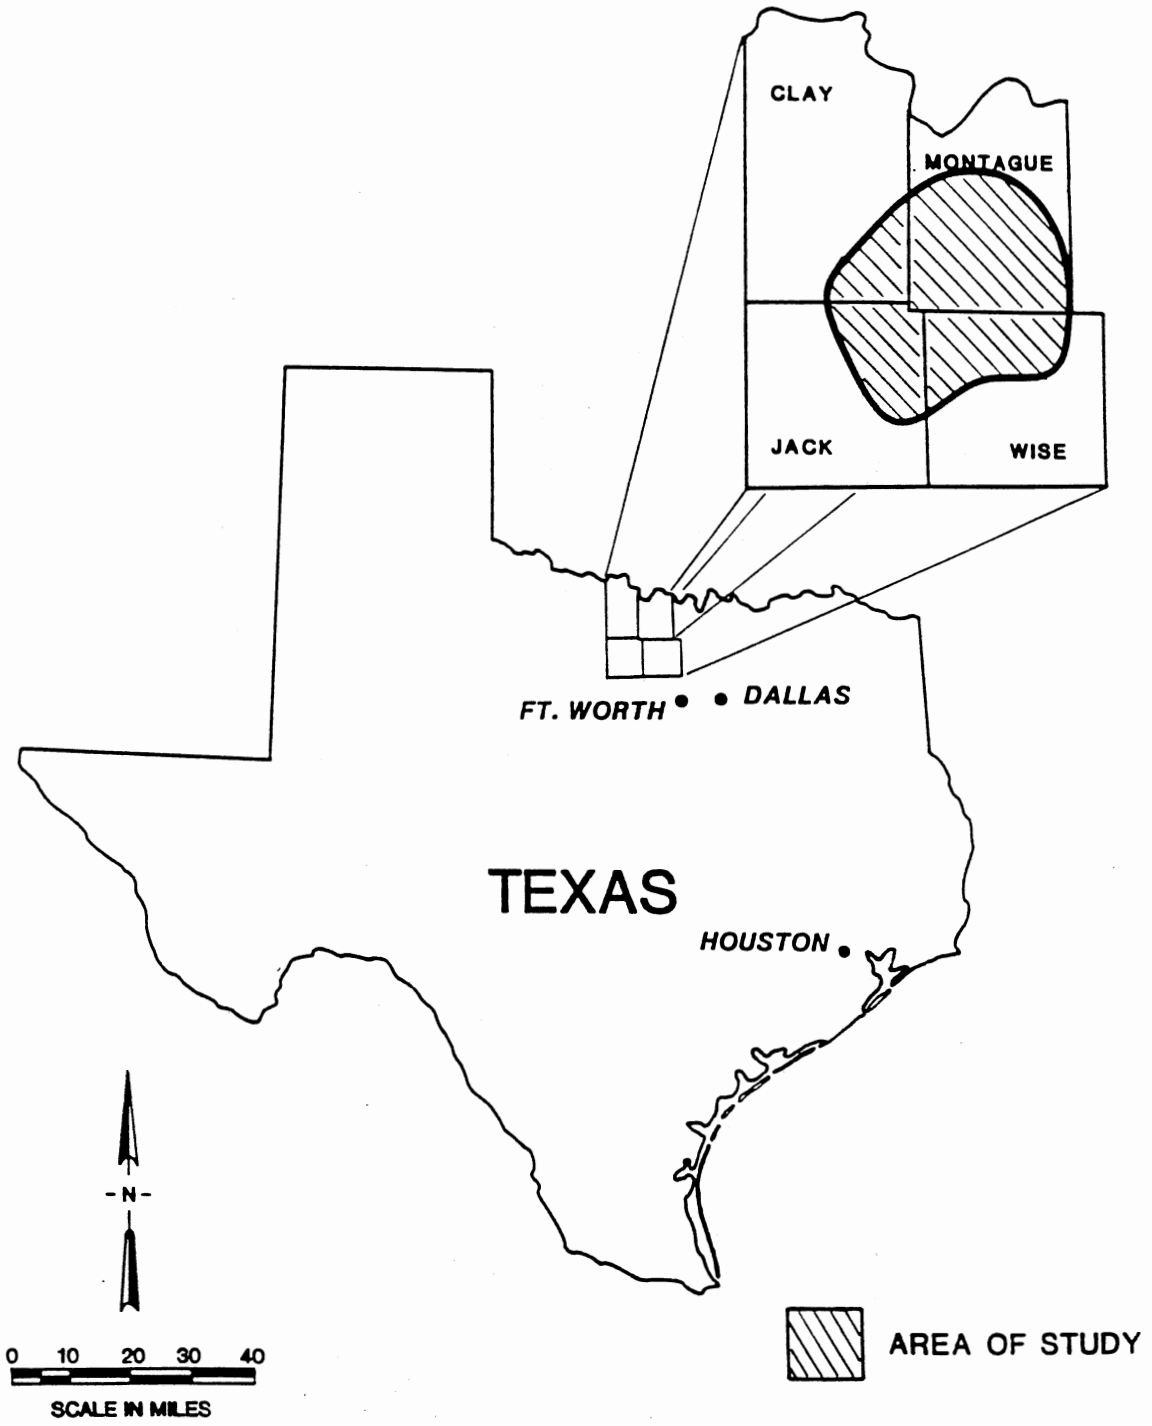 CLAY
MONTAGUE
JACK
WISE
FT. WORTH
DALLAS
TEXAS
HOUSTON
-N-
0 10 20 30 40
SCALE IN MILES
AREA OF STUDY